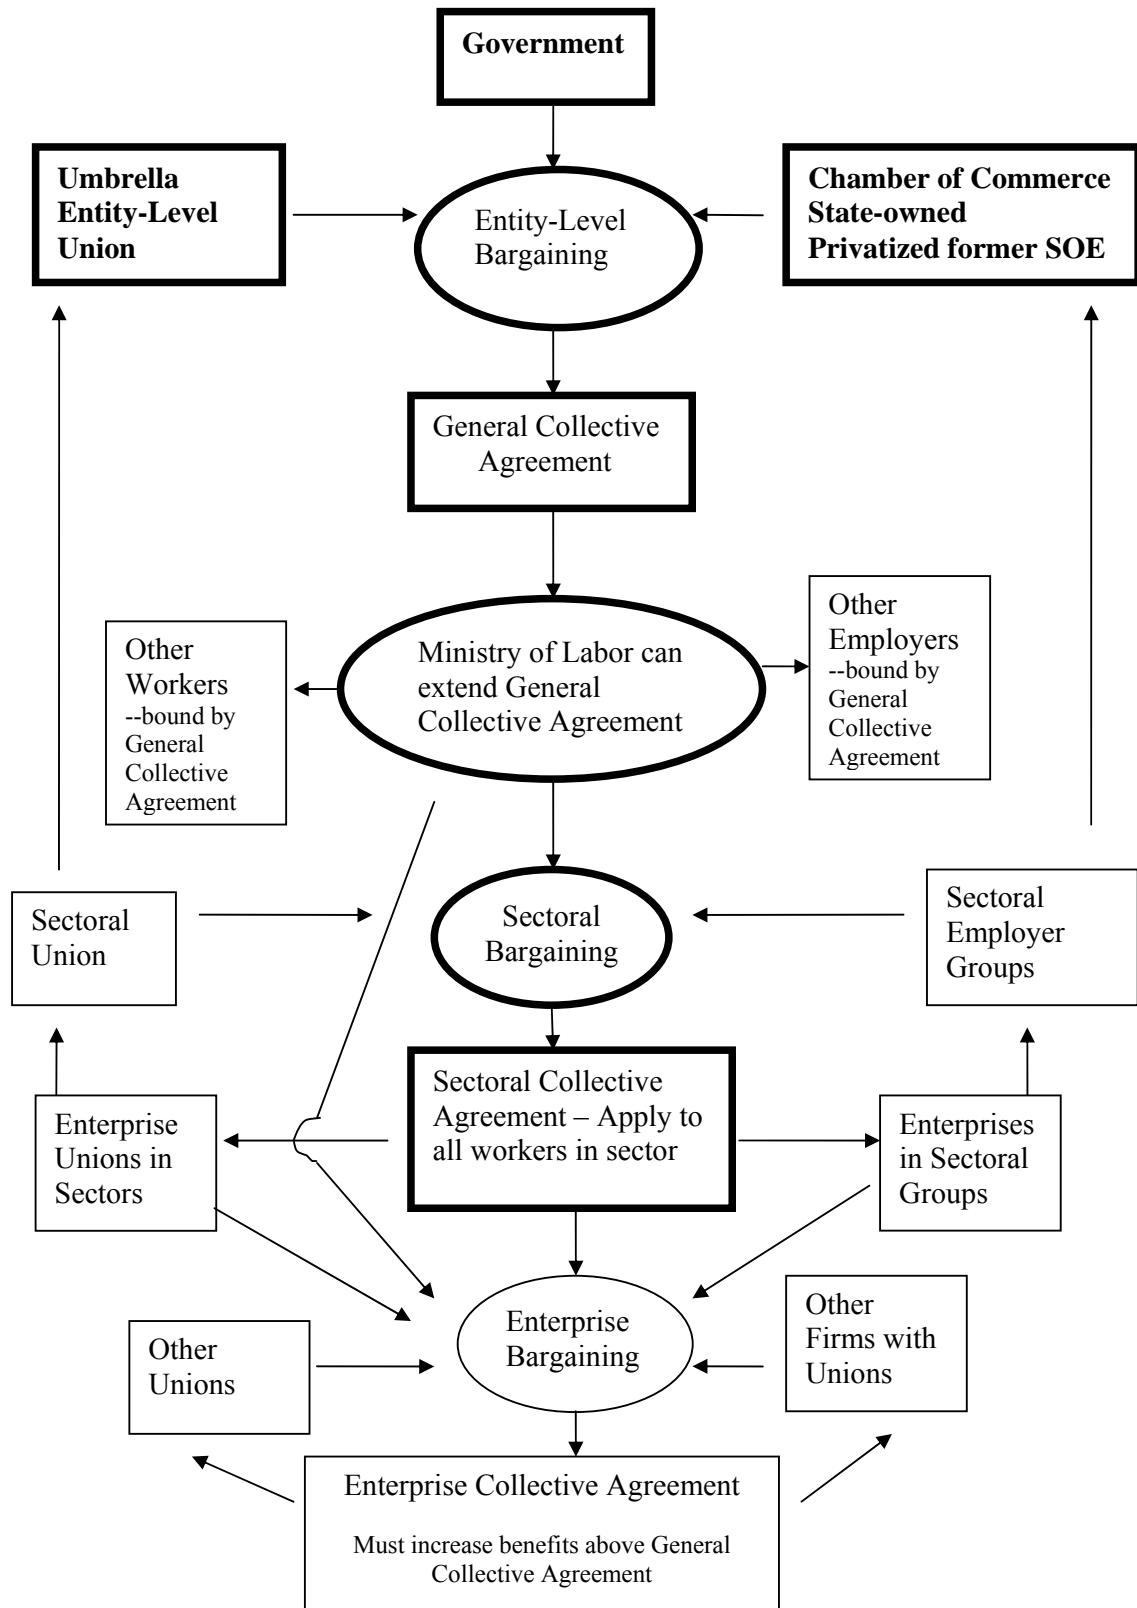 Government
Umbrella
Entity-Level
Union
Entity-Level
Bargaining
Chamber of Commerce
State-owned
Privatized former SOE
General Collective
Agreement
Other
Workers
--bound by
General
Collective
Agreement
Ministry of Labor can
extend General
Collective Agreement
Other
Employers
--bound by
General
Collective
Agreement
Sectoral
Union
Sectoral
Bargaining
Sectoral
Employer
Groups
Enterprise
Unions in
Sectors
Sectoral Collective
Agreement – Apply to
all workers in sector
Enterprises
in Sectoral
Groups
Other
Unions
Enterprise
Bargaining
Other
Firms with
Unions
Enterprise Collective Agreement
Must increase benefits above General
Collective Agreement